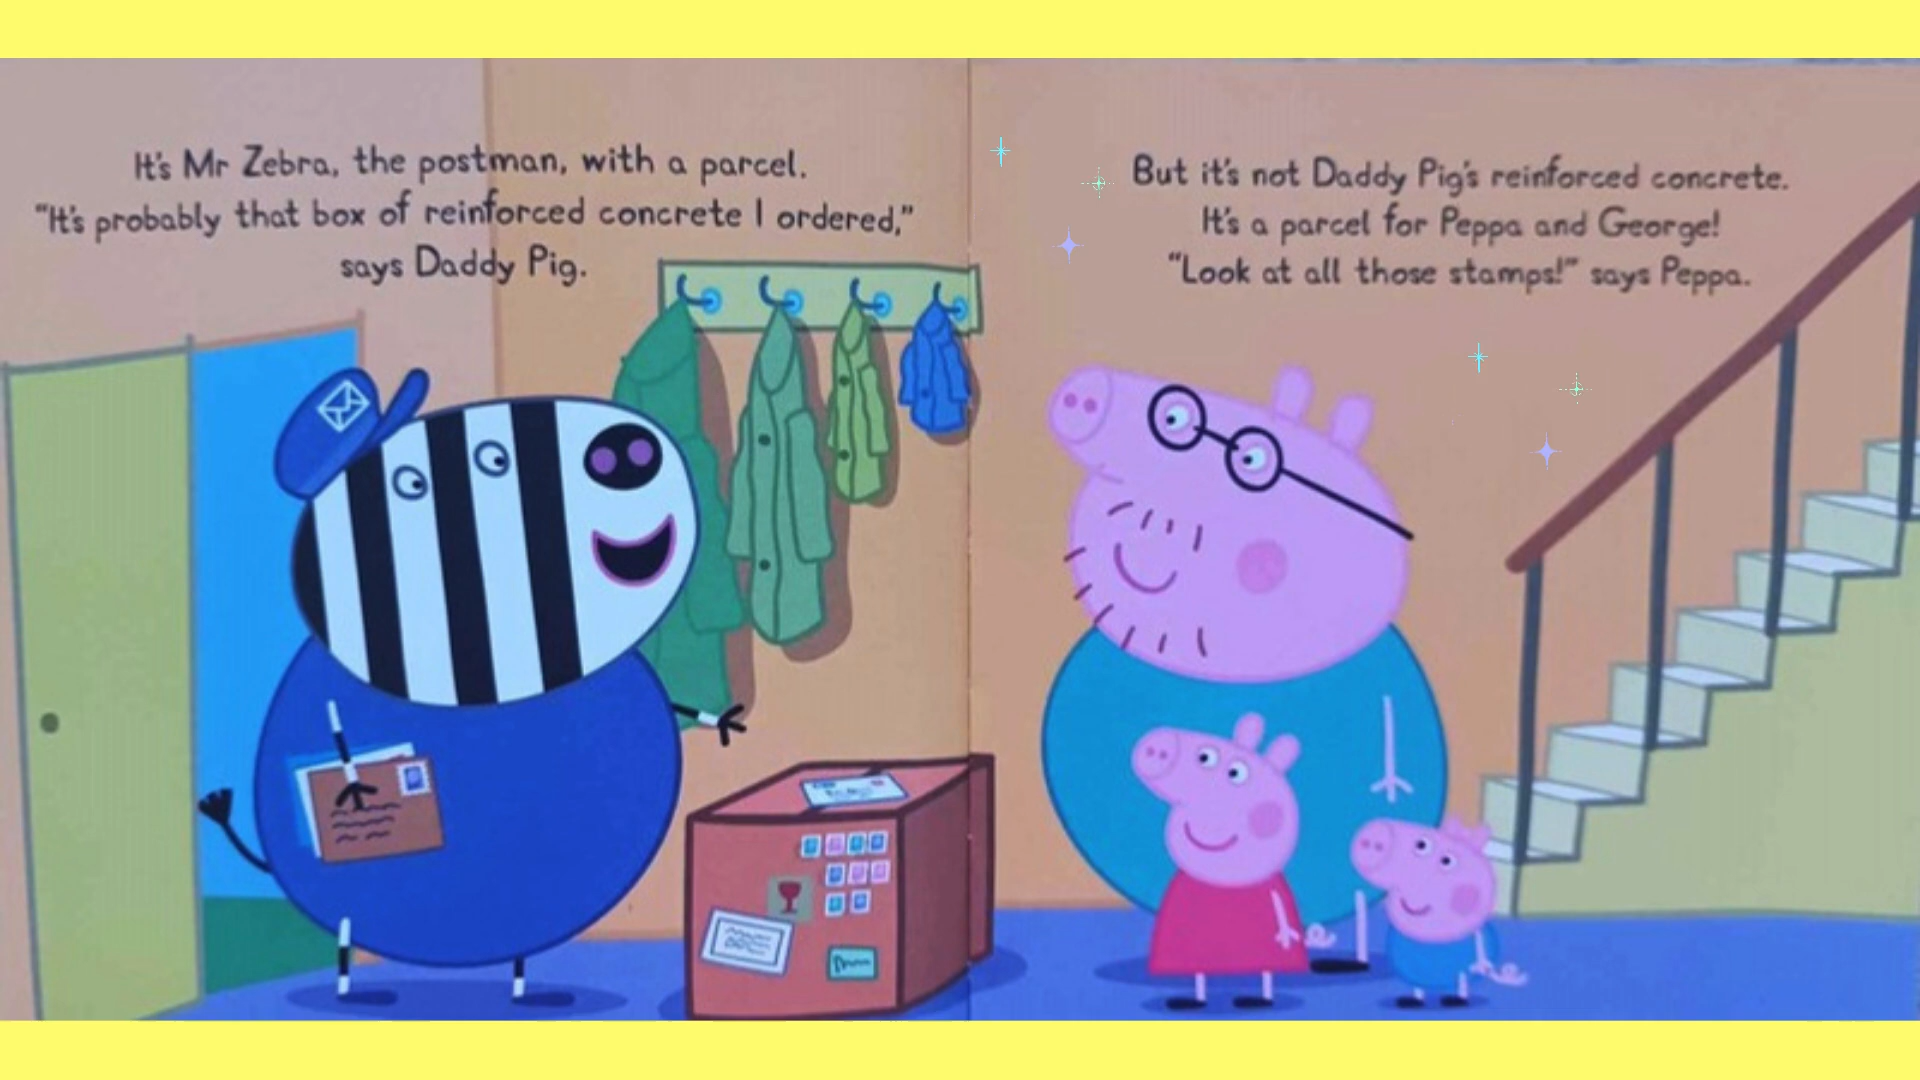 It's Mr Zebra, the postman, with a parcel.
"It's probably that box of reinforced concrete I ordered,"
says Daddy Pig.
But it's not Daddy Pig's reinforced concrete.
It's a parcel for Peppa and George!
"Look at all those stamps!" says Peppa.